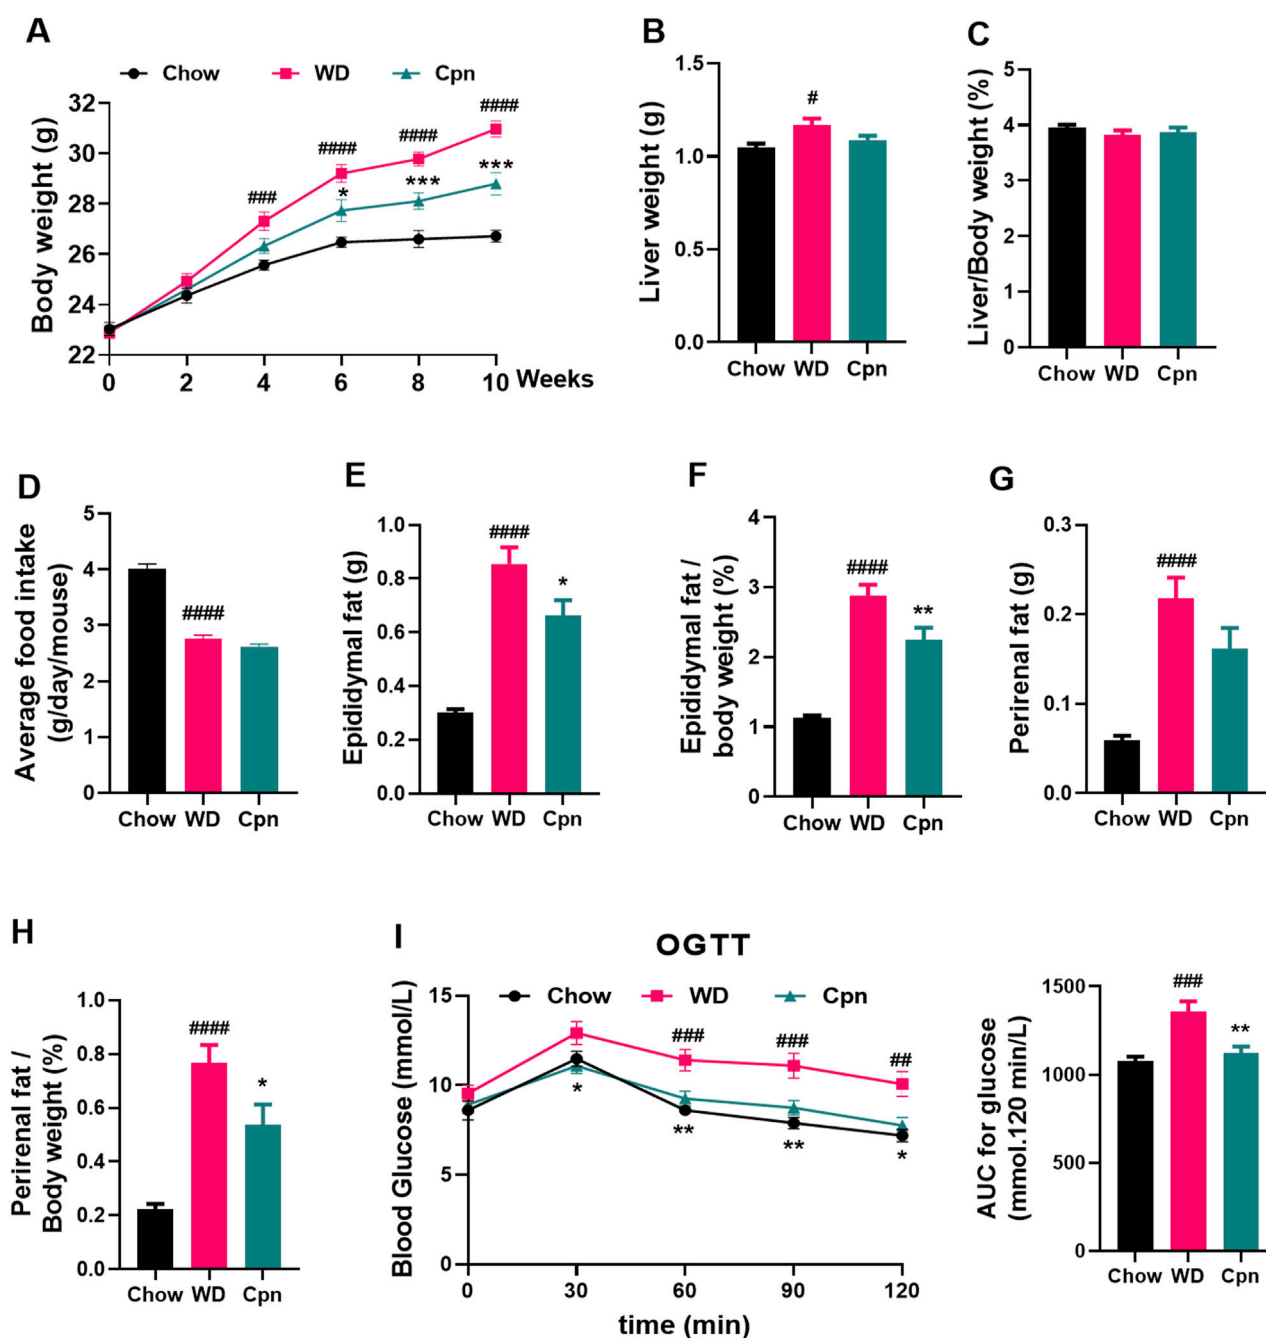 A
Chow WD Cpn
Body weight (g)
32
30
28
26
24
22
### #### #### ####
* *** ***
0 2 4 6 8 10 Weeks
B
Liver weight (g)
1.5
1.0
0.5
0.0
#
Chow WD Cpn
C
Liver/Body weight (%)
5
4
3
2
1
0
Chow WD Cpn
D
Average food intake
(g/day/mouse)
5
4
3
2
1
0
####
Chow WD Cpn
E
Epididymal fat (g)
1.0
0.8
0.6
0.4
0.2
0.0
####
*
Chow WD Cpn
F
Epididymal fat /
body weight (%)
4
3
2
1
0
####
**
Chow WD Cpn
G
Perirenal fat (g)
0.3
0.2
0.1
0.0
####
Chow WD Cpn
H
Perirenal fat /
Body weight (%)
1.0
0.8
0.6
0.4
0.2
0.0
####
*
Chow WD Cpn
I
OGTT
Chow WD Cpn
Blood Glucose (mmol/L)
15
10
5
0
### ### ##
* ** ** *
0 30 60 90 120
time (min)
AUC for glucose
(mmol.120 min/L)
1500
1000
500
0
###
**
Chow WD Cpn